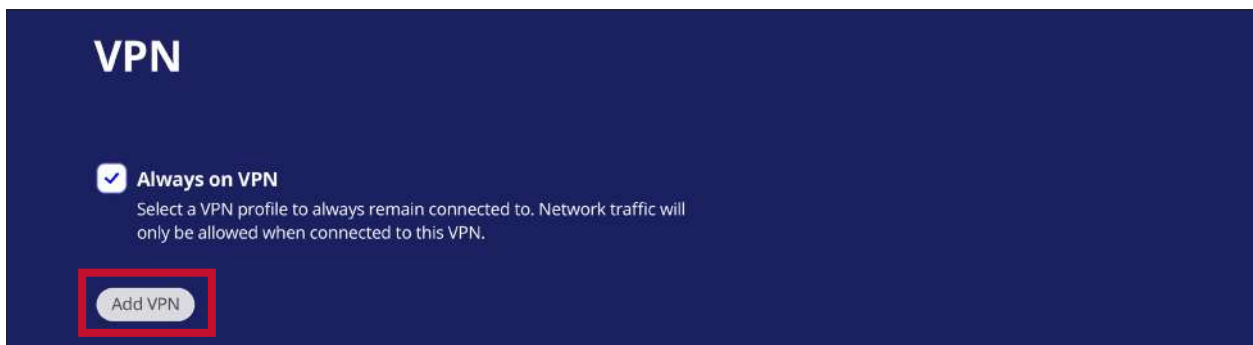 VPN
Always on VPN
Select a VPN profile to always remain connected to. Network traffic will
only be allowed when connected to this VPN.
Add VPN